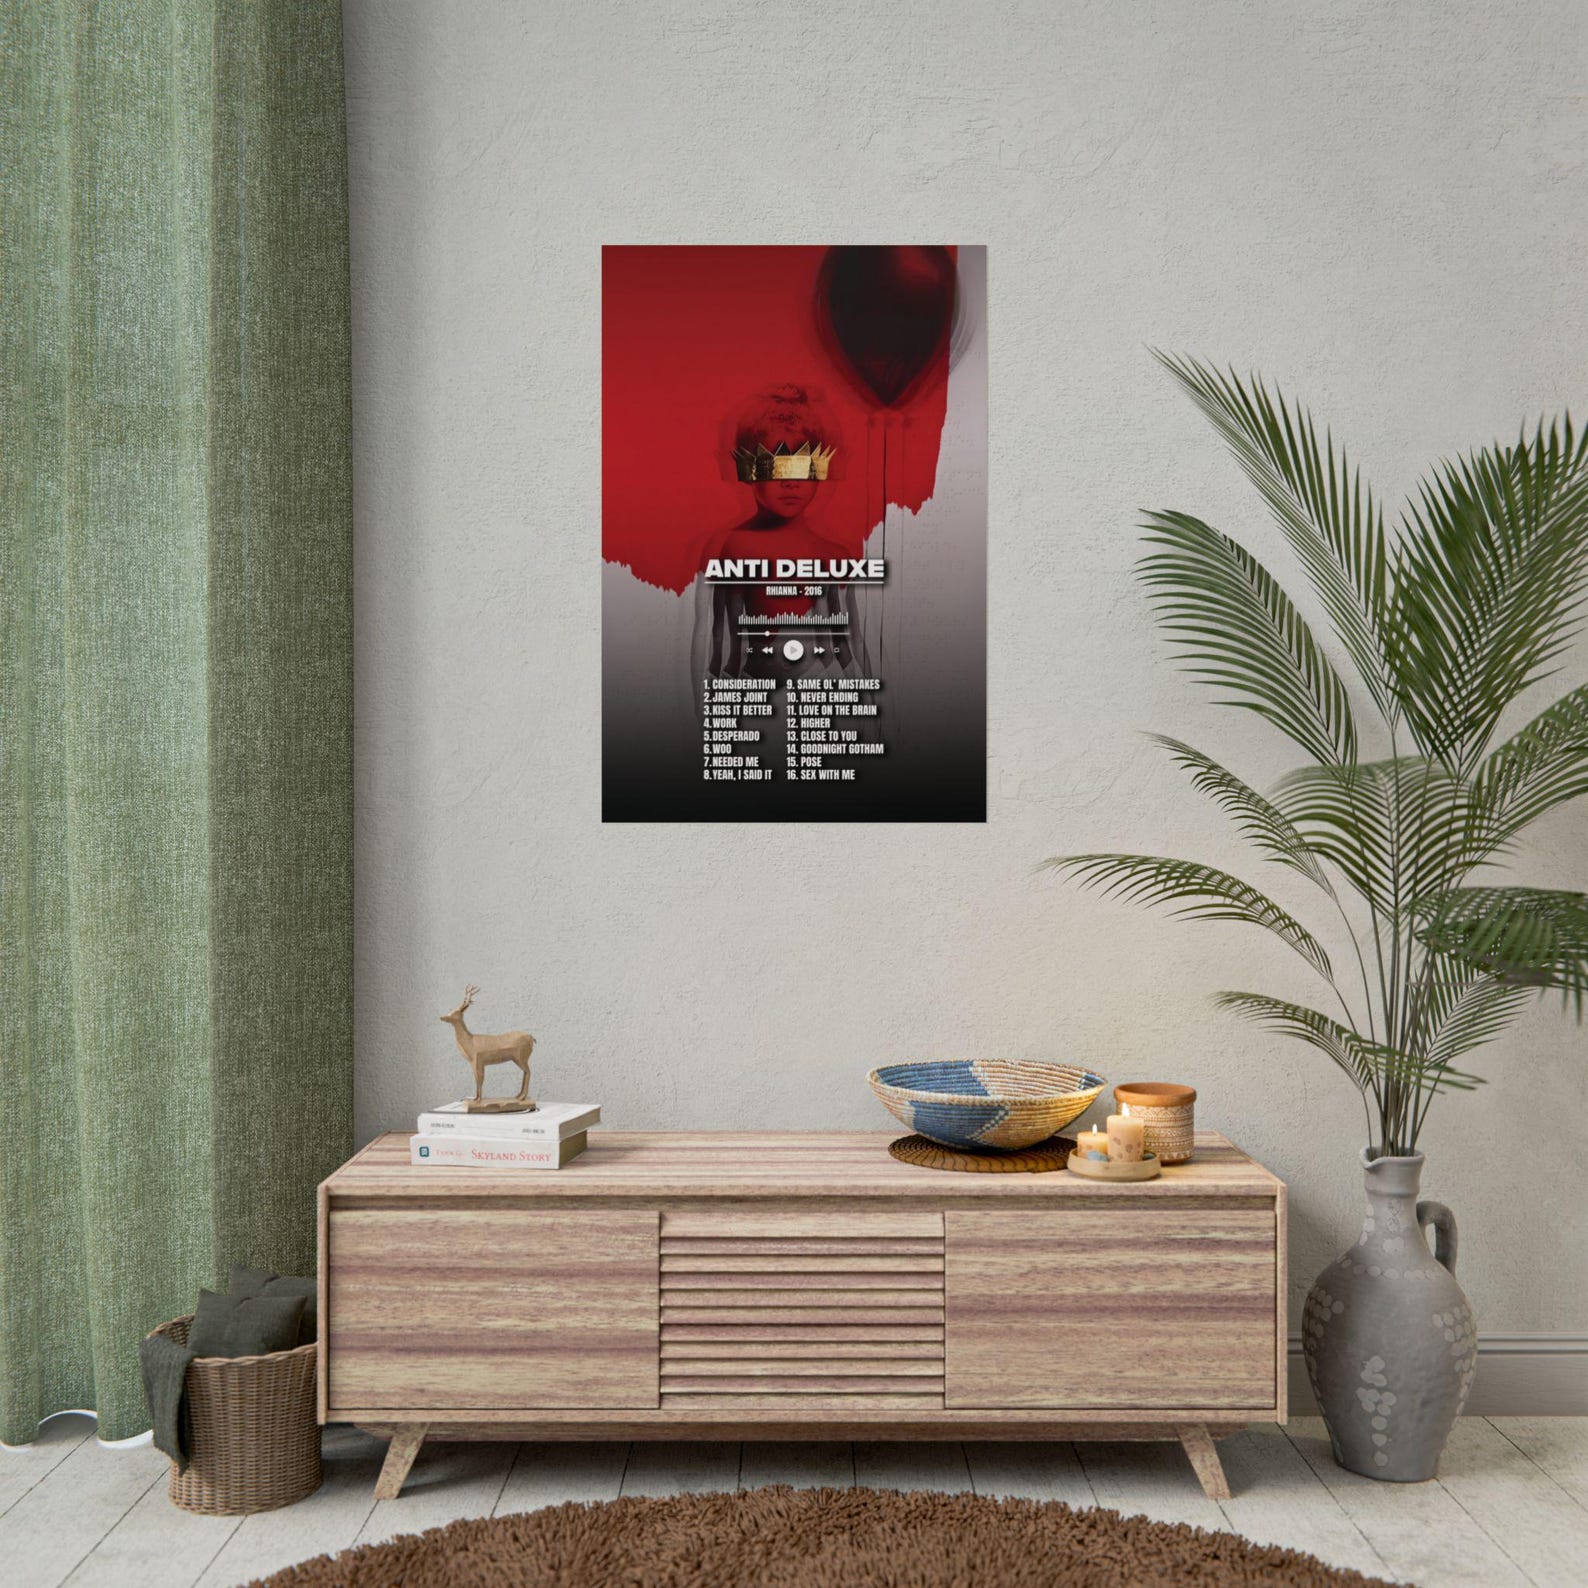 ANTI DELUXE
RHIANNA - 2016
1. CONSIDERATION
2. JAMES JOINT
3. KISS IT BETTER
4. WORK
5. DESPERADO
6. WOO
7. NEEDED ME
8. YEAH, I SAID IT
9. SAME OL' MISTAKES
10. NEVER ENDING
11. LOVE ON THE BRAIN
12. HIGHER
13. CLOSE TO YOU
14. GOODNIGHT GOTHAM
15. POSE
16. SEX WITH ME
SKYLAND STORY